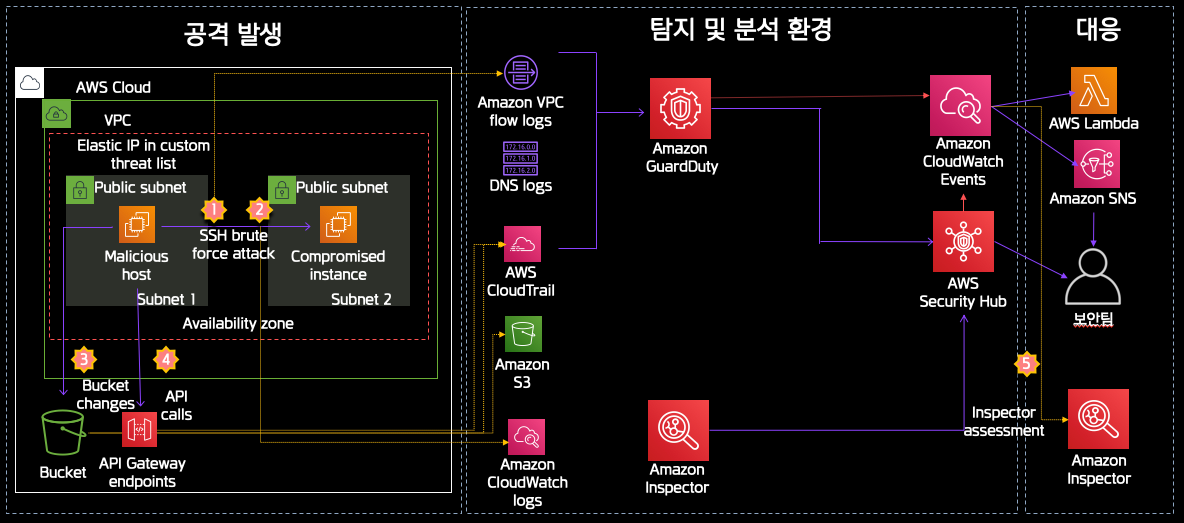 공격 발생
탐지 및 분석 환경
대응
AWS Cloud
VPC
Elastic IP in custom
threat list
Public subnet
Public subnet
1
2
SSH brute
force attack
Malicious
host
Compromised
instance
Subnet 1
Subnet 2
Availability zone
3
4
Bucket
changes
API
calls
Bucket
API Gateway
endpoints
Amazon VPC
flow logs
172.16.0.0
172.16.1.0
172.16.2.0
DNS logs
AWS
CloudTrail
Amazon
S3
Amazon
CloudWatch
logs
Amazon
GuardDuty
Amazon
Inspector
Amazon
CloudWatch
Events
AWS
Security Hub
AWS Lambda
Amazon SNS
보안팀
5
Inspector
assessment
Amazon
Inspector